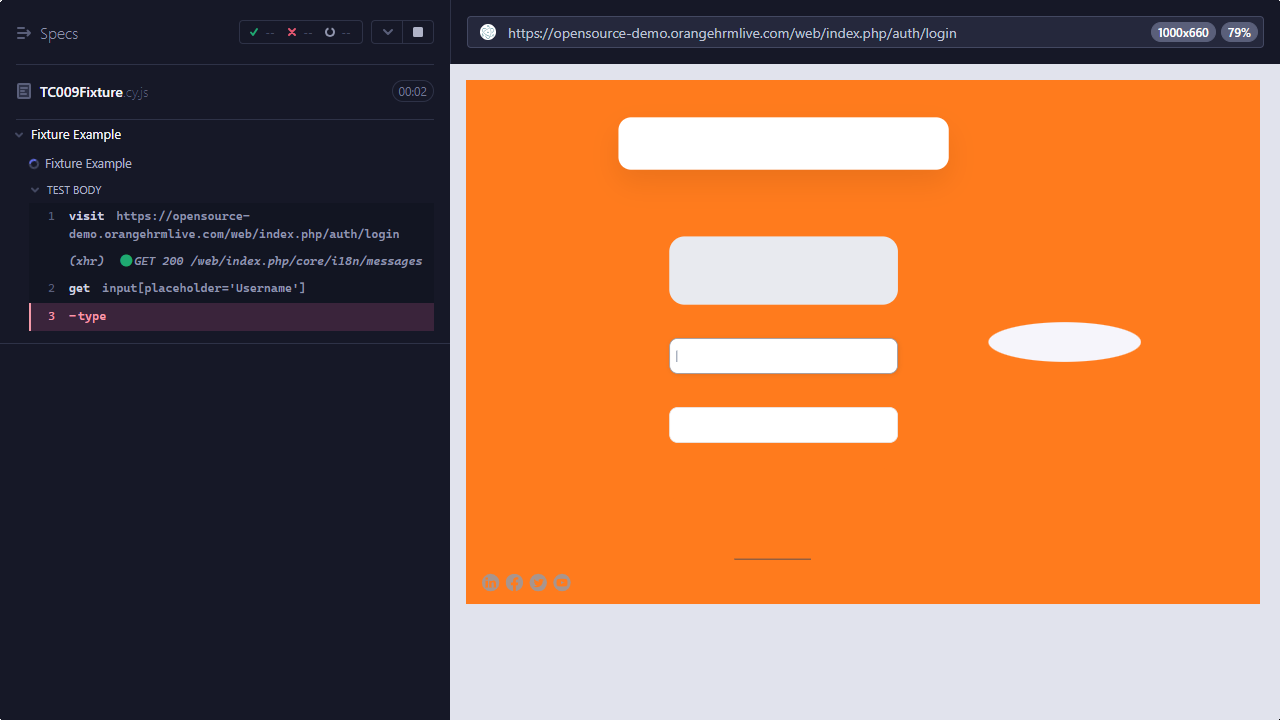 Specs
-- -- --
https://opensource-demo.orangehrmlive.com/web/index.php/auth/login
1000x660
79%
TC009Fixture.cy.js
00:02
Fixture Example
Fixture Example
TEST BODY
1 visit https://opensource-
demo.orangehrmlive.com/web/index.php/auth/login
(xhr) GET 200 /web/index.php/core/i18n/messages
2 get input[placeholder='Username']
3 -type